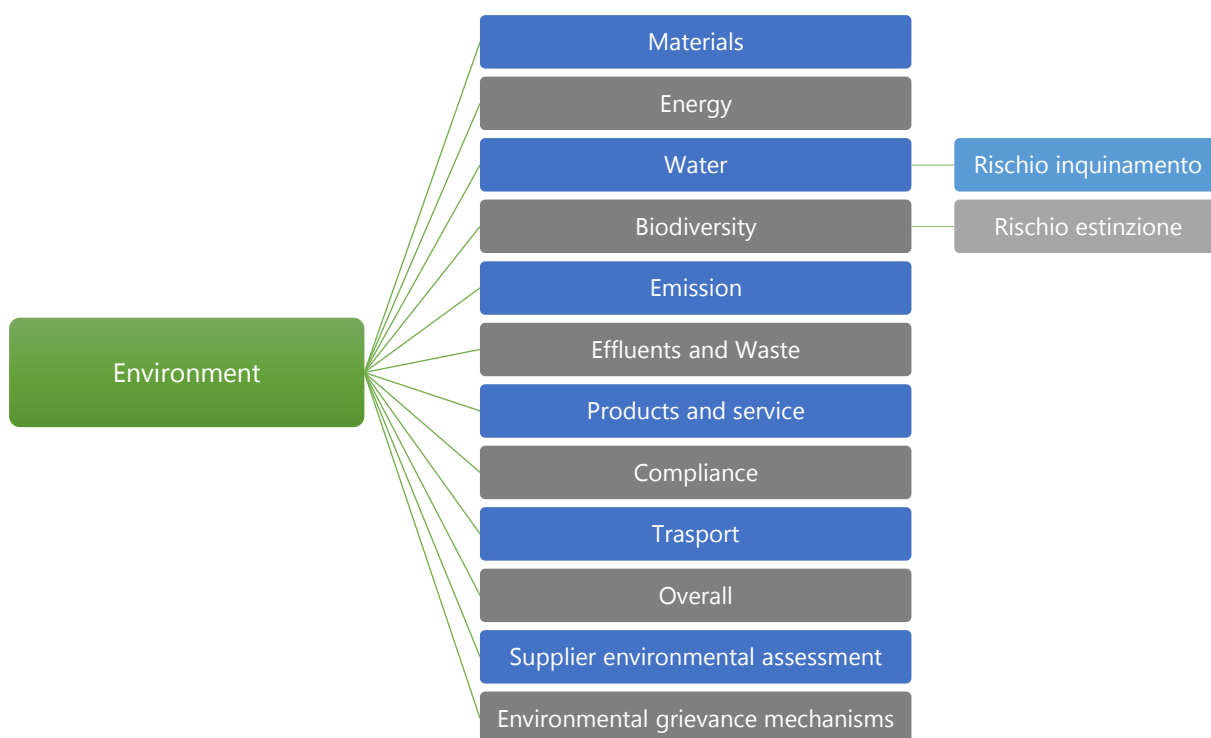 Materials
Energy
Water
Rischio inquinamento
Biodiversity
Rischio estinzione
Emission
Effluents and Waste
Environment
Products and service
Compliance
Trasport
Overall
Supplier environmental assessment
Environmental grievance mechanisms